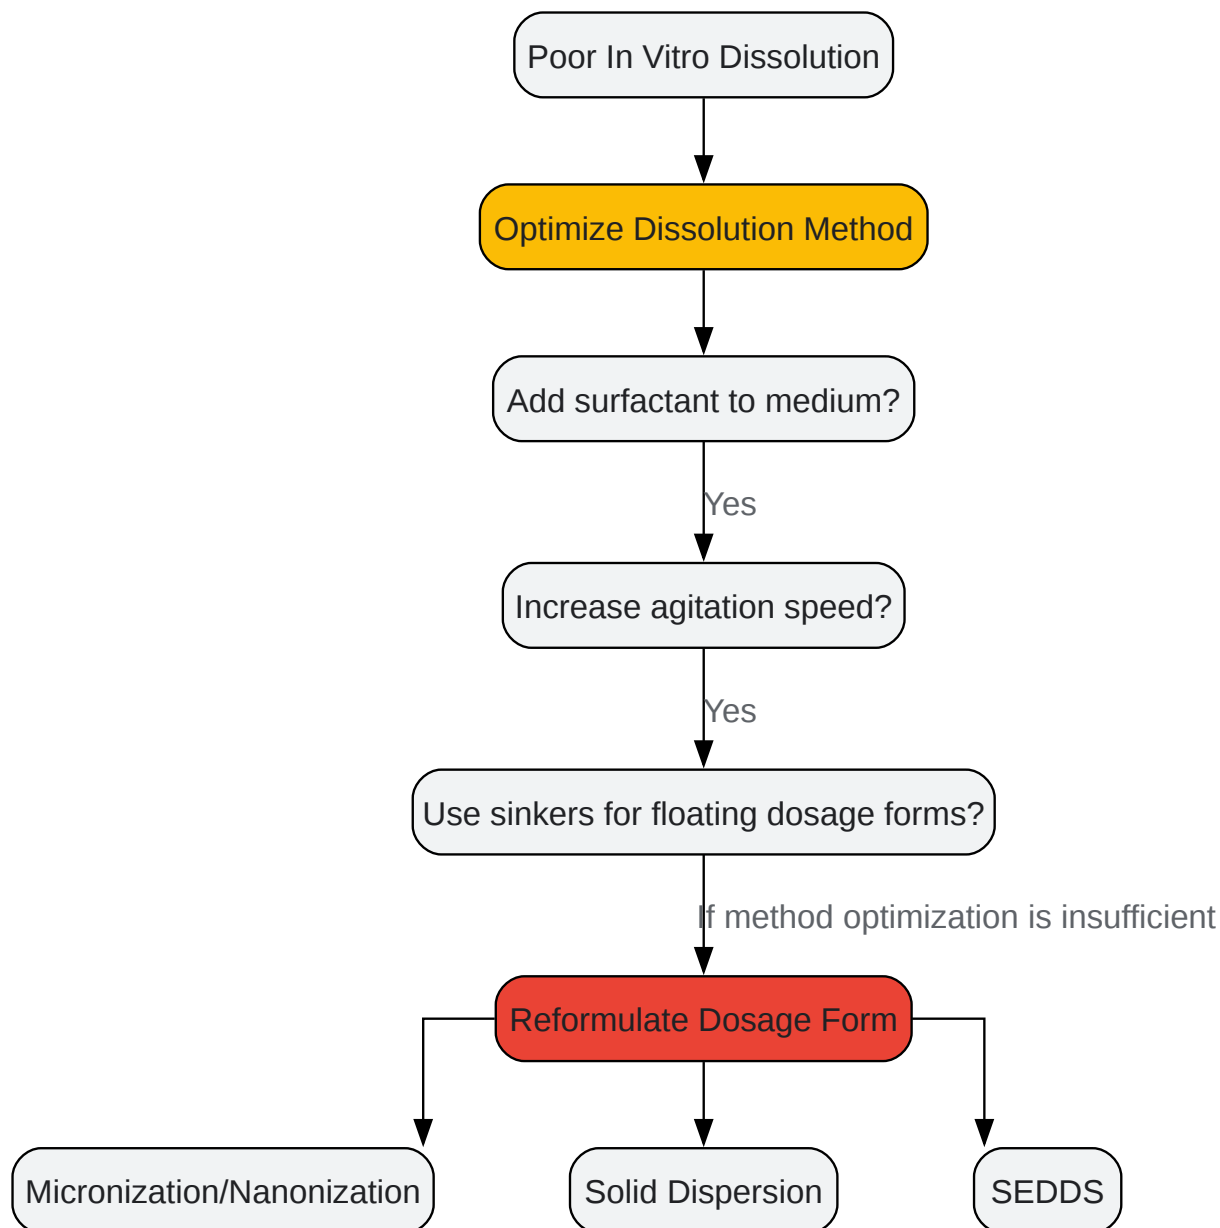 Poor In Vitro Dissolution
Optimize Dissolution Method
Add surfactant to medium?
Yes
Increase agitation speed?
Yes
Use sinkers for floating dosage forms?
If method optimization is insufficient
Reformulate Dosage Form
Micronization/Nanonization
Solid Dispersion
SEDDS